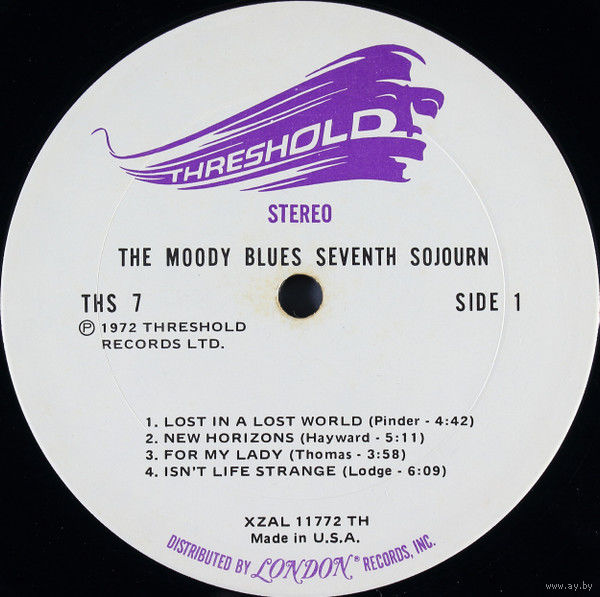 THRESHOLD
STEREO
THE MOODY BLUES SEVENTH SOJOURN
THS 7
SIDE 1
Ⓟ 1972 THRESHOLD
RECORDS LTD.
1. LOST IN A LOST WORLD (Pinder - 4:42)
2. NEW HORIZONS (Hayward - 5:11)
3. FOR MY LADY (Thomas - 3:58)
4. ISN'T LIFE STRANGE (Lodge - 6:09)
XZAL 11772 TH
Made in U.S.A.
DISTRIBUTED BY LONDON® RECORDS, INC.
www.ay.by